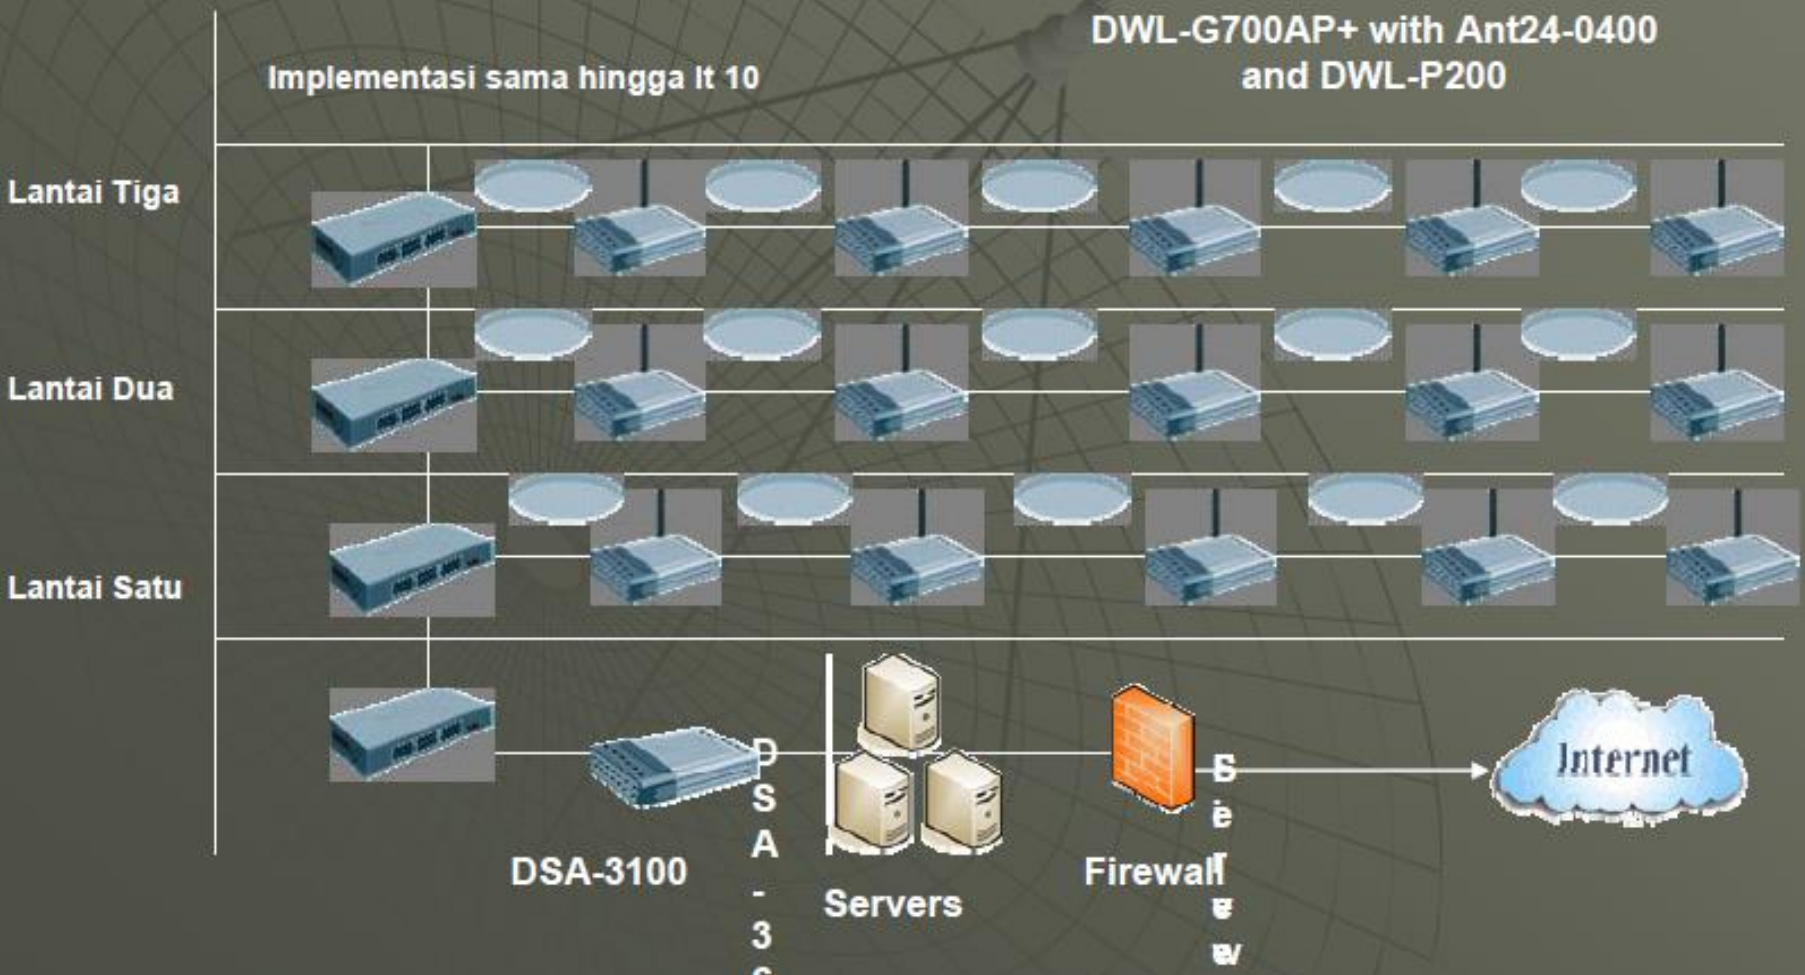 DWL-G700AP+ with Ant24-0400
and DWL-P200
Implementasi sama hingga lt 10
Lantai Tiga
Lantai Dua
Lantai Satu
Internet
DSA-3100
D
S
A
-
3
Servers
Firewall